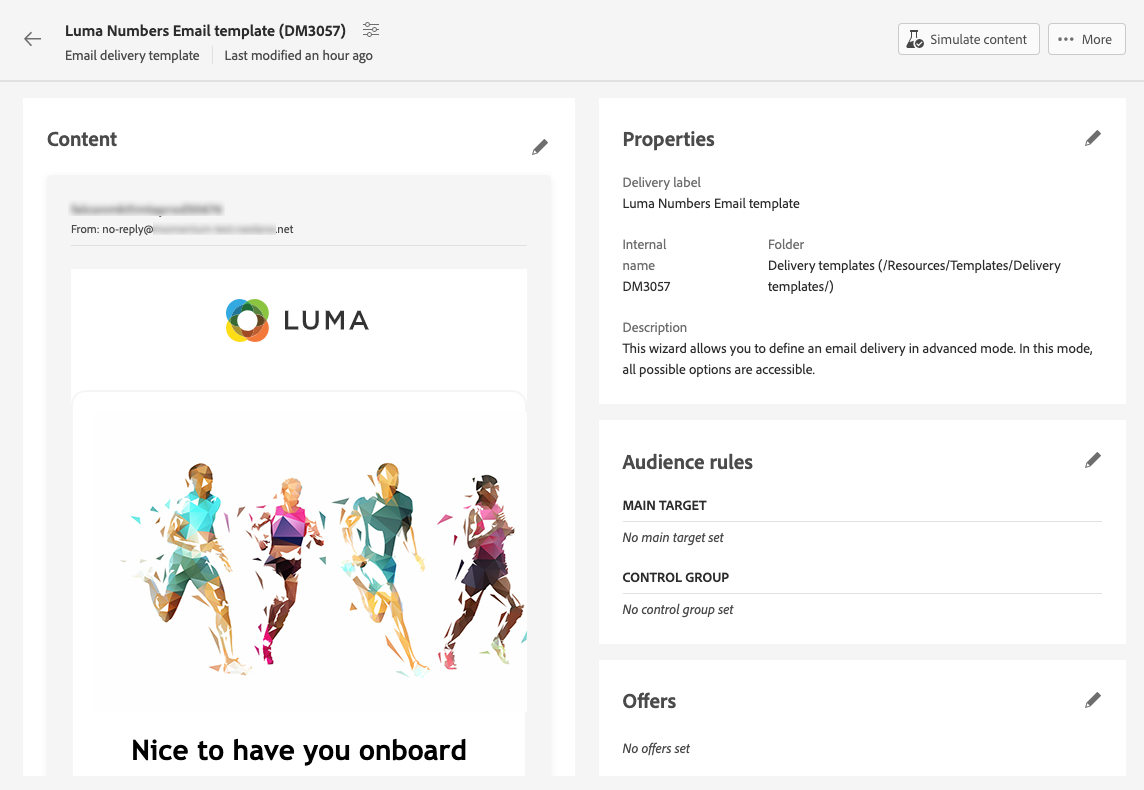 Luma Numbers Email template (DM3057)
Email delivery template
Last modified an hour ago
Simulate content
More
Content
From: no-reply@
.net
LUMA
Nice to have you onboard
Properties
Delivery label
Luma Numbers Email template
Internal
name
DM3057
Folder
Delivery templates (/Resources/Templates/Delivery
templates/)
Description
This wizard allows you to define an email delivery in advanced mode. In this mode,
all possible options are accessible.
Audience rules
MAIN TARGET
No main target set
CONTROL GROUP
No control group set
Offers
No offers set